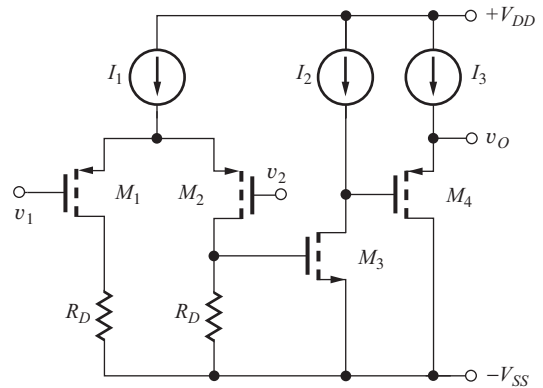 +V_DD
I_1
I_2
I_3
v_O
v_1
M_1
M_2
v_2
M_4
M_3
R_D
R_D
−V_SS